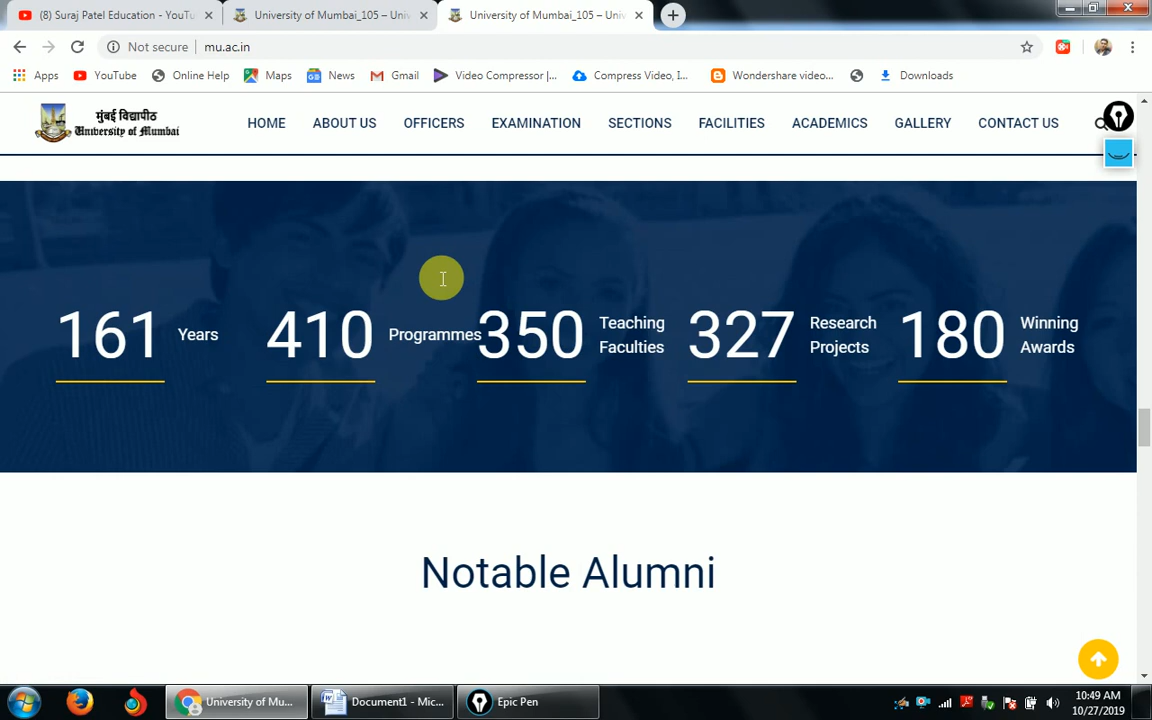 (8) Suraj Patel Education - YouTu
University of Mumbai_105 – Univ
University of Mumbai_105 – Univ
Not secure | mu.ac.in
Apps
YouTube
Online Help
Maps
News
Gmail
Video Compressor |...
Compress Video, I...
Wondershare video...
Downloads
मुंबई विद्यापीठ
University of Mumbai
HOME
ABOUT US
OFFICERS
EXAMINATION
SECTIONS
FACILITIES
ACADEMICS
GALLERY
CONTACT US
161 Years
410 Programmes
350 Teaching
Faculties
327 Research
Projects
180 Winning
Awards
Notable Alumni
University of Mu...
Document1 - Mic...
Epic Pen
10:49 AM
10/27/2019